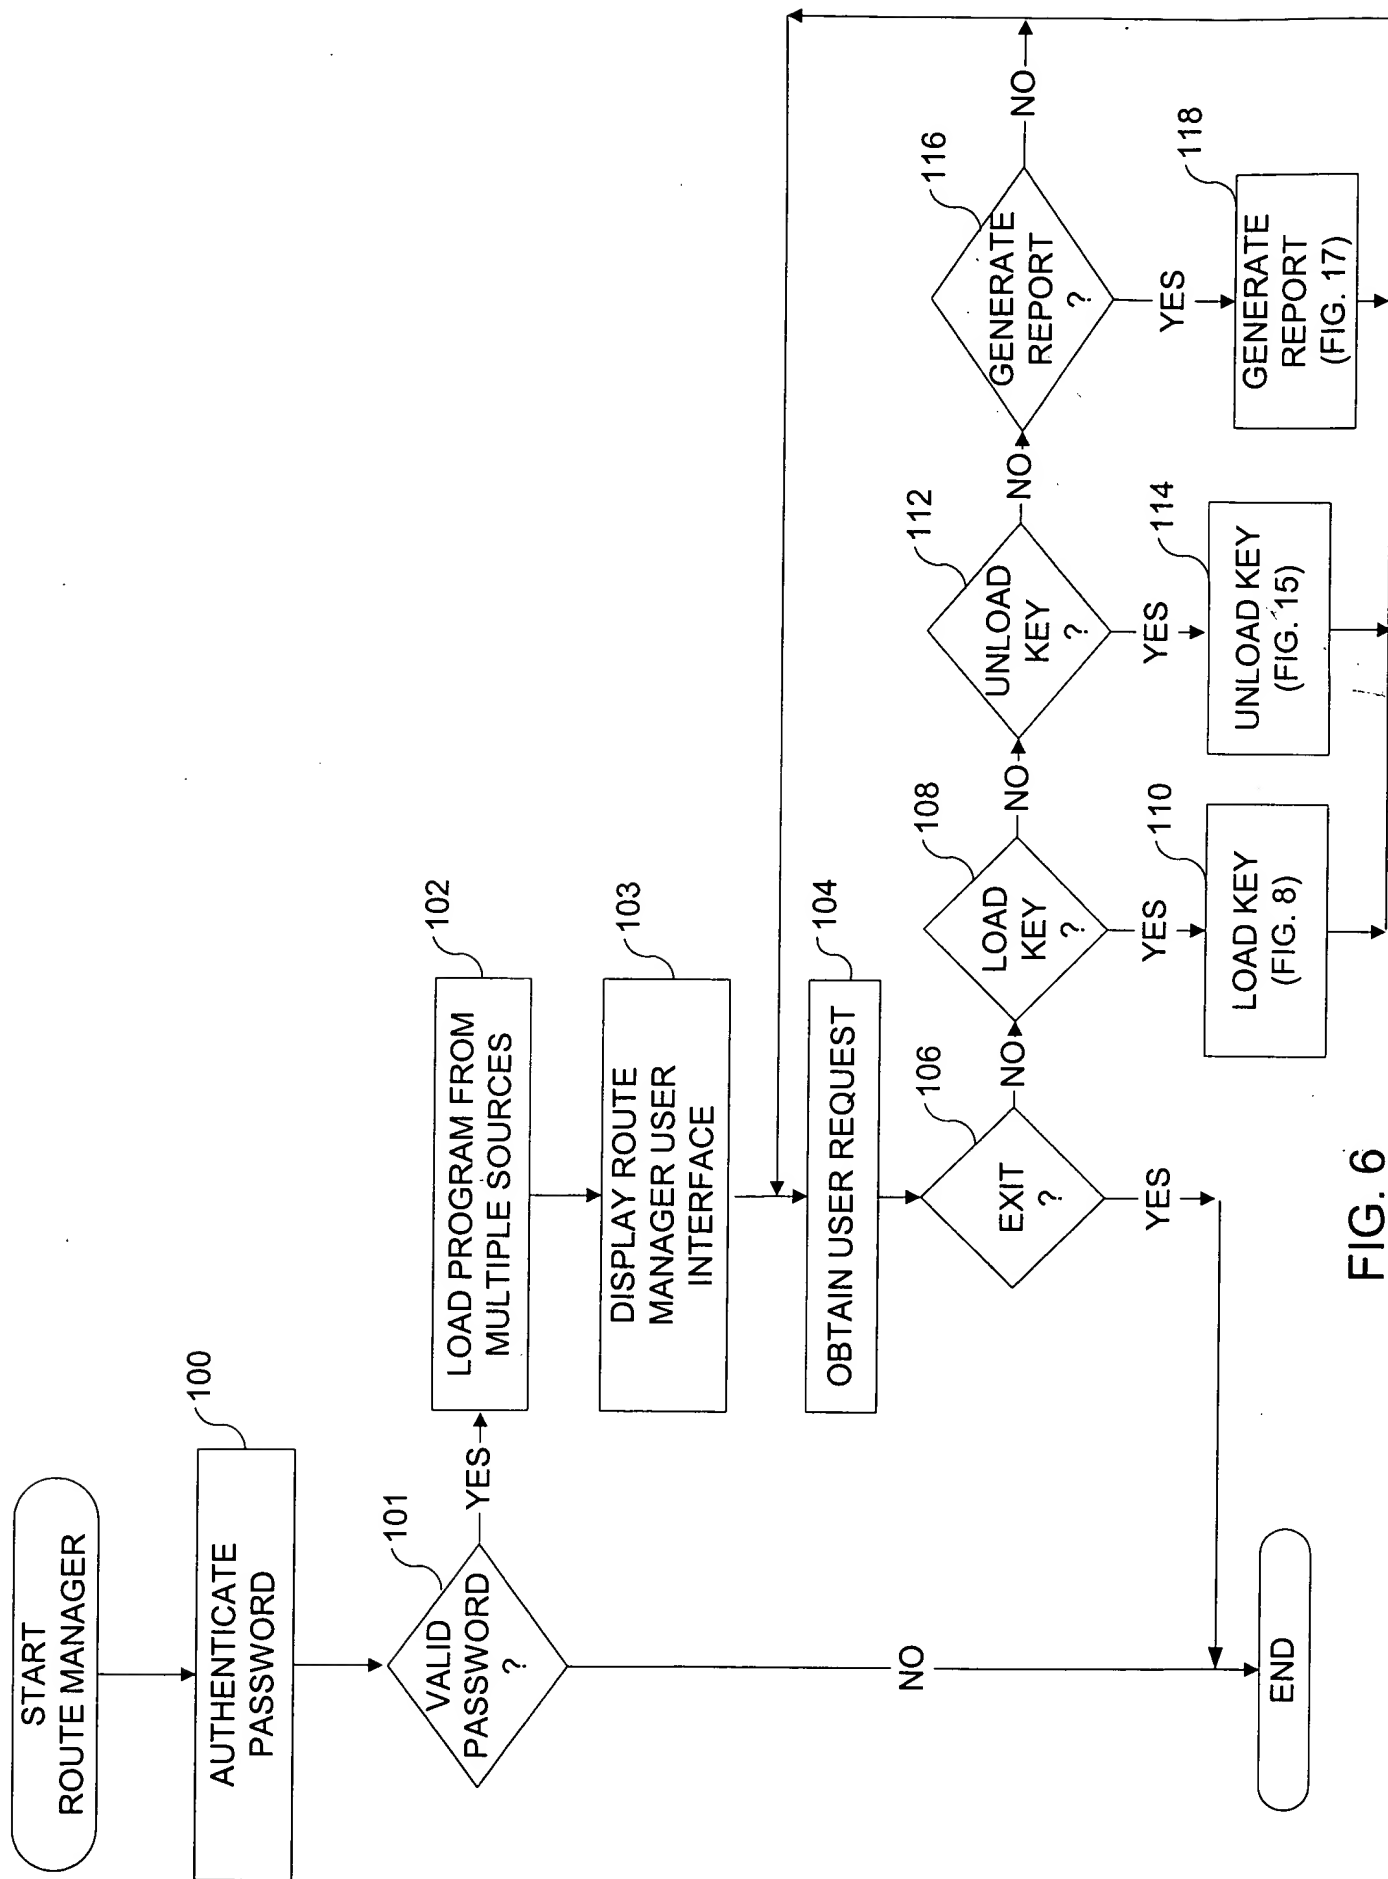 START
ROUTE MANAGER
100
AUTHENTICATE
PASSWORD
101
VALID
PASSWORD
?
YES
NO
102
LOAD PROGRAM FROM
MULTIPLE SOURCES
103
DISPLAY ROUTE
MANAGER USER
INTERFACE
104
OBTAIN USER REQUEST
106
EXIT
?
YES
NO
108
LOAD
KEY
?
YES
NO
110
LOAD KEY
(FIG. 8)
112
UNLOAD
KEY
?
YES
NO
114
UNLOAD KEY
(FIG. 15)
116
GENERATE
REPORT
?
YES
NO
118
GENERATE
REPORT
(FIG. 17)
END
FIG. 6